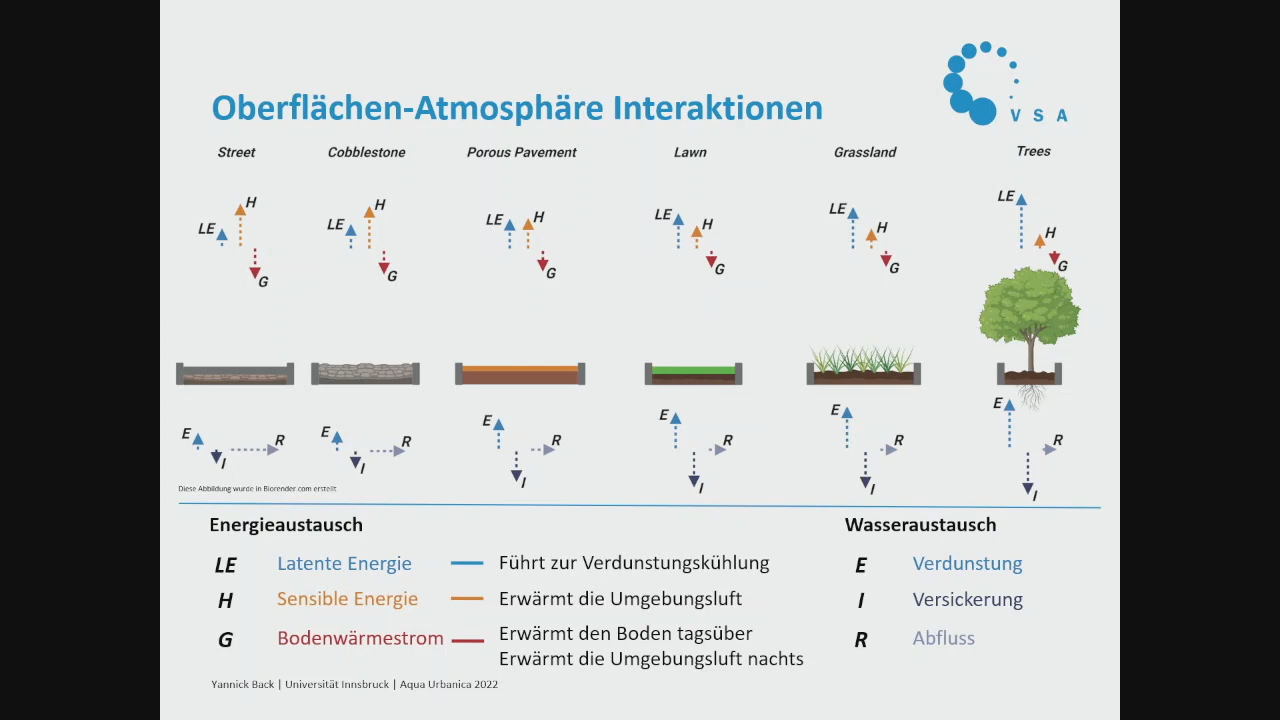 VSA
Oberflächen-Atmosphäre Interaktionen
Street Cobblestone Porous Pavement Lawn Grassland Trees
LE H G
LE H G
LE H G
LE H G
LE H G
LE H G
E I R
E I R
E I R
E I R
E I R
E I R
Diese Abbildung wurde in Biorender.com erstellt
Energieaustausch
LE Latente Energie Führt zur Verdunstungskühlung
H Sensible Energie Erwärmt die Umgebungsluft
G Bodenwärmestrom Erwärmt den Boden tagsüber
Erwärmt die Umgebungsluft nachts
Wasseraustausch
E Verdunstung
I Versickerung
R Abfluss
Yannick Back | Universität Innsbruck | Aqua Urbanica 2022